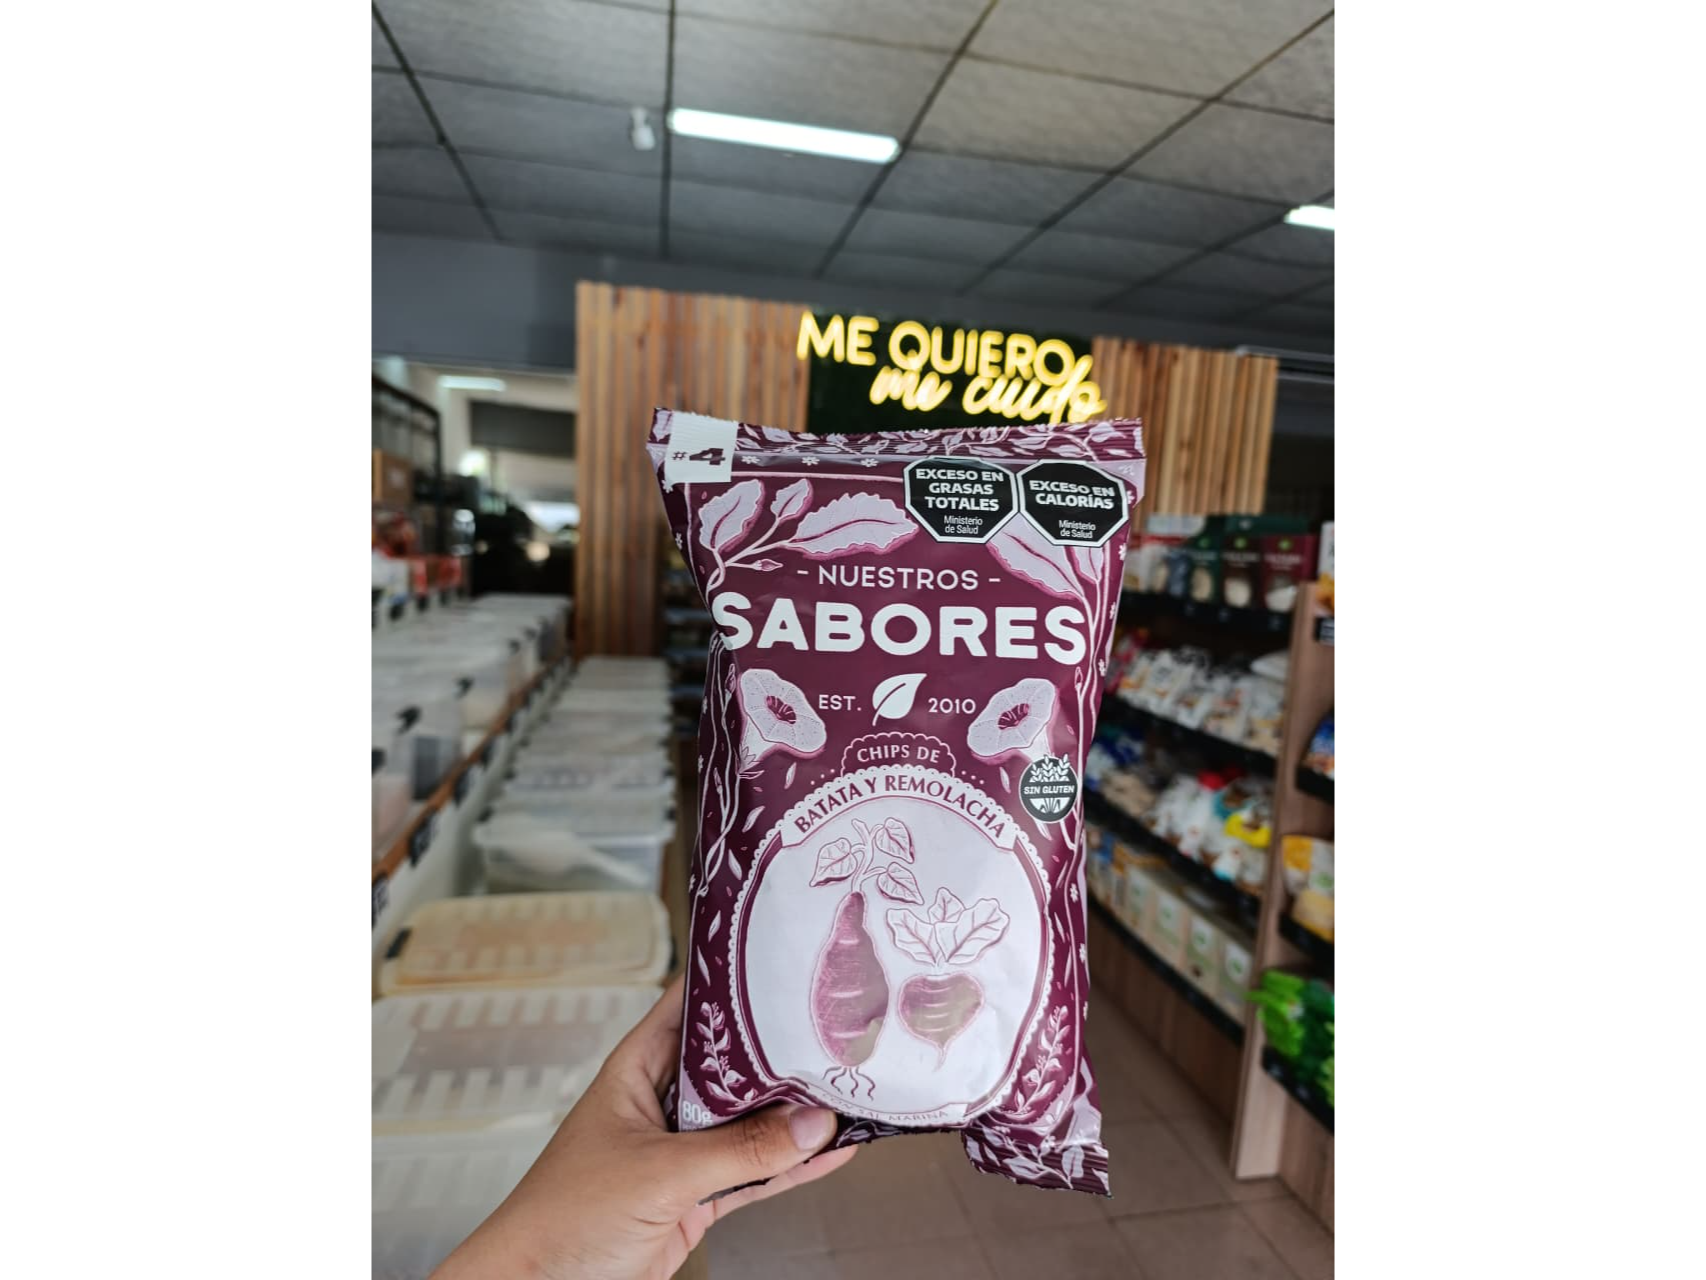 ME QUIERO
me cuido
#4
EXCESO EN
GRASAS
TOTALES
Ministerio
de Salud
EXCESO EN
CALORÍAS
Ministerio
de Salud
- NUESTROS -
SABORES
EST. 2010
CHIPS DE
BATATA Y REMOLACHA
SIN GLUTEN
CON SAL MARINA
80g